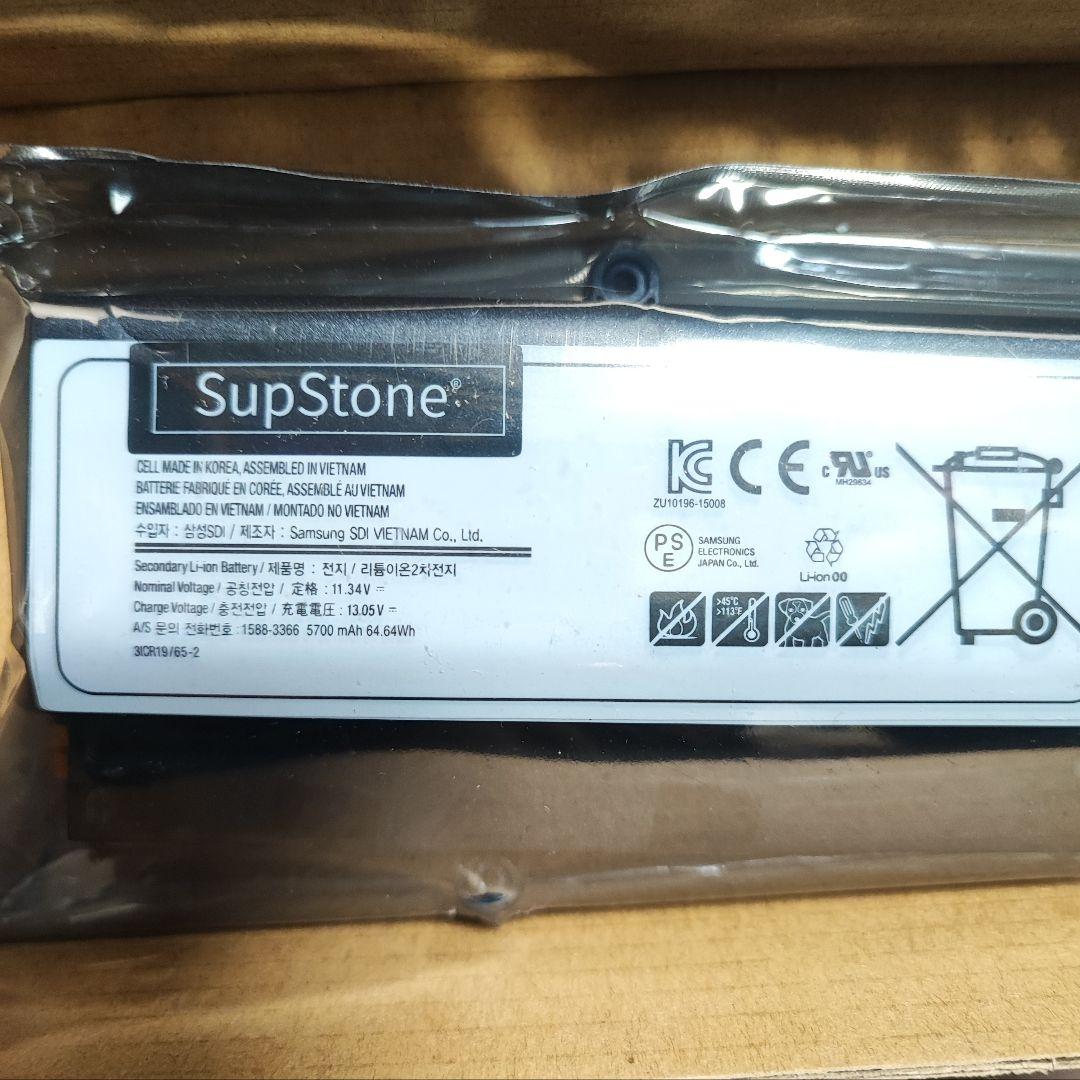 SupStone®
CELL MADE IN KOREA, ASSEMBLED IN VIETNAM
BATTERIE FABRIQUÉ EN CORÉE, ASSEMBLÉ AU VIETNAM
ENSAMBLADO EN VIETNAM / MONTADO NO VIETNAM
수입자 : 삼성SDI / 제조자 : Samsung SDI VIETNAM Co., Ltd.
Secondary Li-ion Battery / 제품명 : 전지 / 리튬이온2차전지
Nominal Voltage / 공칭전압 / 定格 : 11.34V ⎓
Charge Voltage / 충전전압 / 充電電圧 : 13.05V ⎓
A/S 문의 전화번호 : 1588-3366 5700 mAh 64.64Wh
3ICR19/65-2
KC CE c RU US
MH29634
ZU10196-15008
PSE
SAMSUNG
ELECTRONICS
JAPAN Co., Ltd.
Li-ion 00
>45°C
>113°F